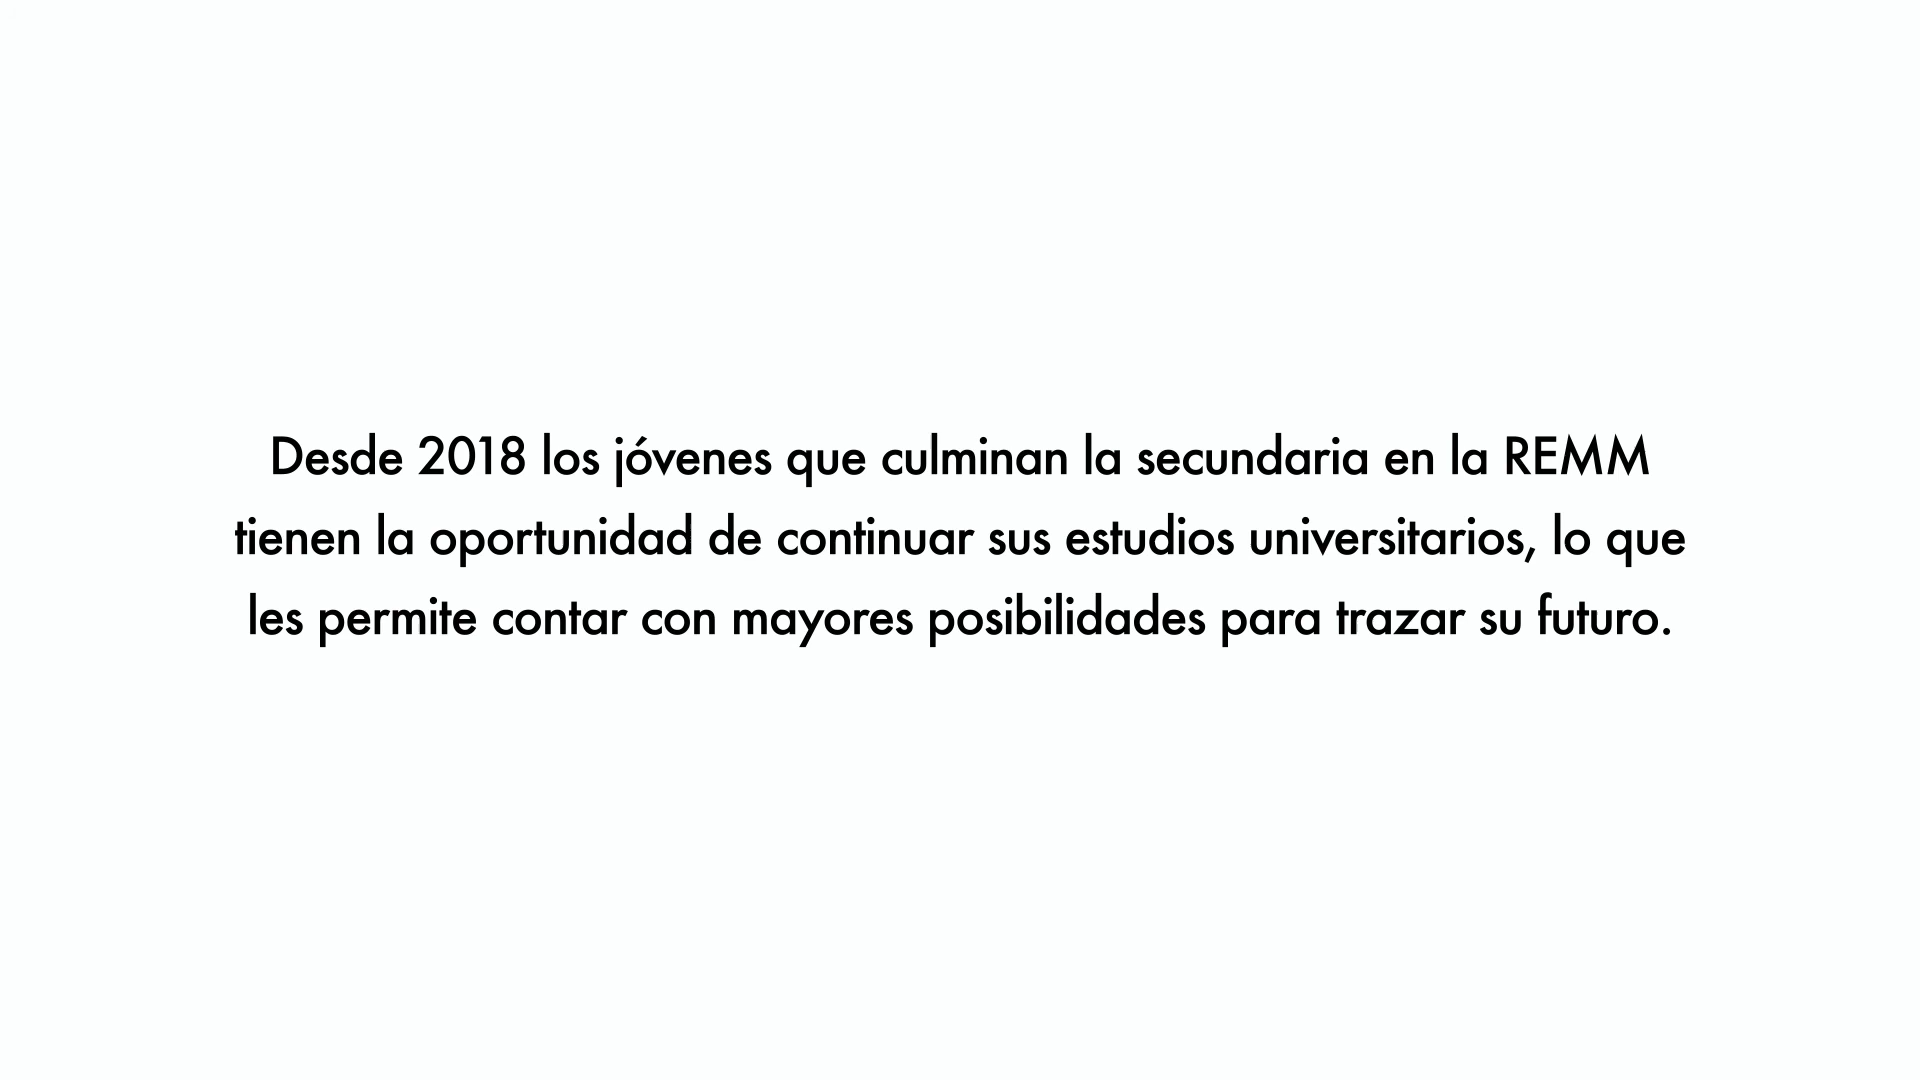 Desde 2018 los jóvenes que culminan la secundaria en la REMM
tienen la oportunidad de continuar sus estudios universitarios, lo que
les permite contar con mayores posibilidades para trazar su futuro.